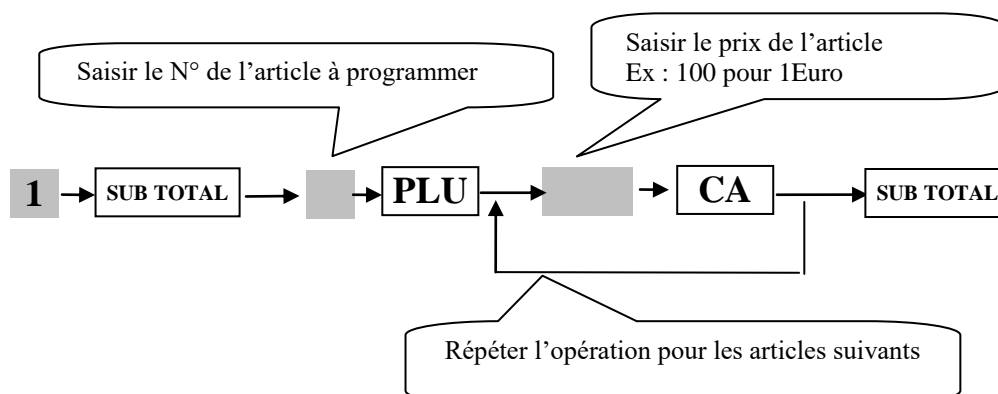 Saisir le N° de l’article à programmer
Saisir le prix de l’article
Ex : 100 pour 1Euro
1 SUB TOTAL PLU CA SUB TOTAL
Répéter l’opération pour les articles suivants